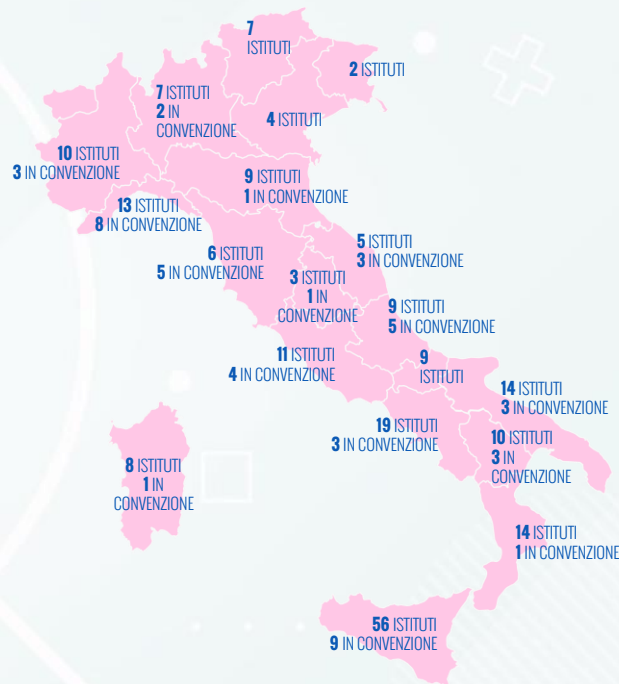 7
ISTITUTI
2 ISTITUTI
7 ISTITUTI
2 IN
CONVENZIONE
4 ISTITUTI
10 ISTITUTI
3 IN CONVENZIONE
9 ISTITUTI
1 IN CONVENZIONE
13 ISTITUTI
8 IN CONVENZIONE
5 ISTITUTI
3 IN CONVENZIONE
6 ISTITUTI
5 IN CONVENZIONE
3 ISTITUTI
1 IN
CONVENZIONE
9 ISTITUTI
5 IN CONVENZIONE
11 ISTITUTI
4 IN CONVENZIONE
9
ISTITUTI
14 ISTITUTI
3 IN CONVENZIONE
19 ISTITUTI
3 IN CONVENZIONE
10 ISTITUTI
3 IN
CONVENZIONE
8 ISTITUTI
1 IN
CONVENZIONE
14 ISTITUTI
1 IN CONVENZIONE
56 ISTITUTI
9 IN CONVENZIONE